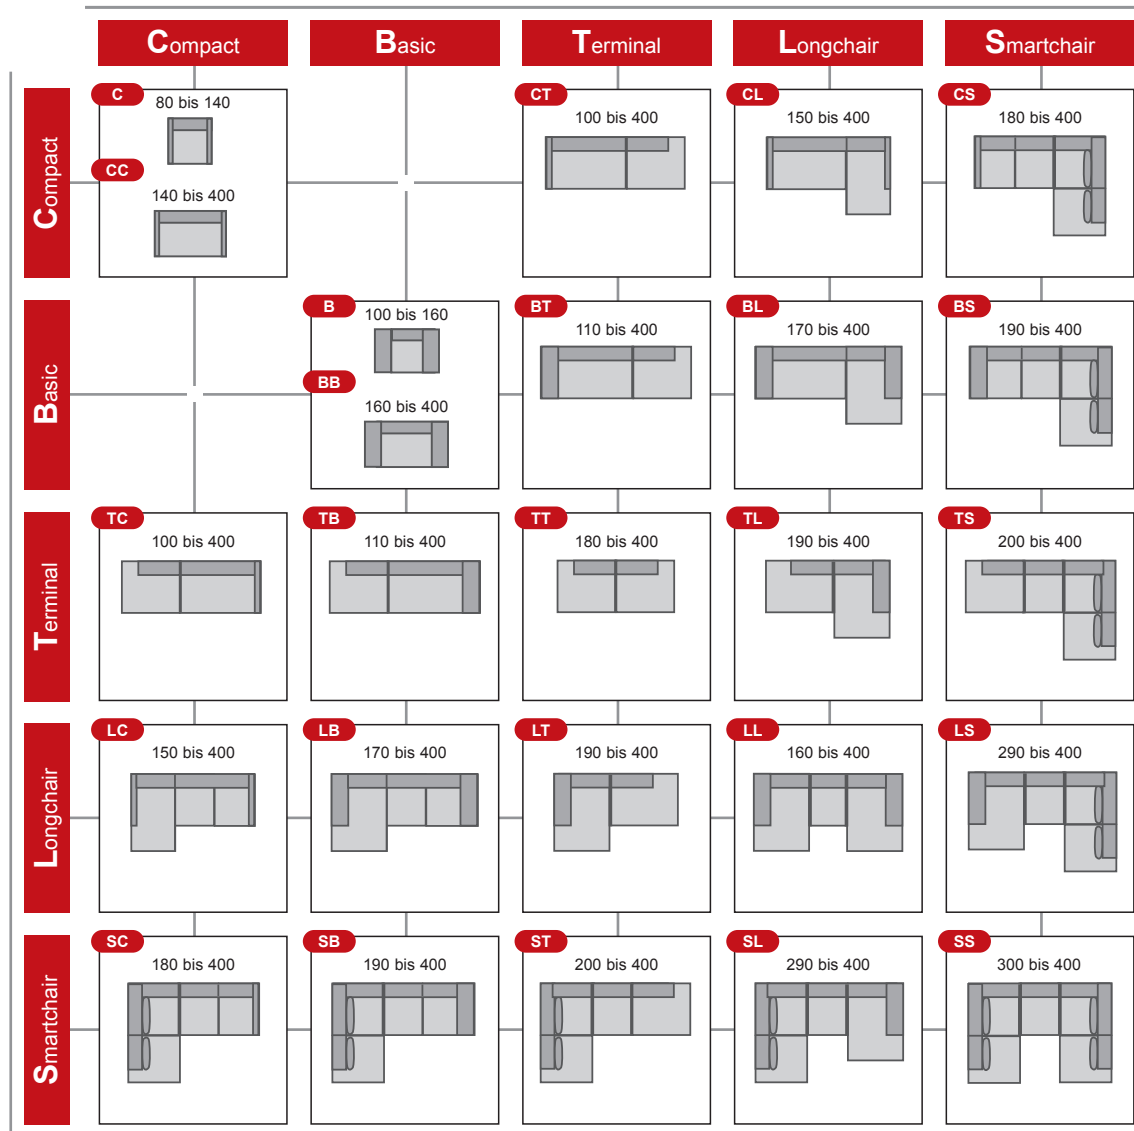 Compact
Basic
Terminal
Longchair
Smartchair
Compact
C
80 bis 140
CC
140 bis 400
CT
100 bis 400
CL
150 bis 400
CS
180 bis 400
Basic
B
100 bis 160
BB
160 bis 400
BT
110 bis 400
BL
170 bis 400
BS
190 bis 400
Terminal
TC
100 bis 400
TB
110 bis 400
TT
180 bis 400
TL
190 bis 400
TS
200 bis 400
Longchair
LC
150 bis 400
LB
170 bis 400
LT
190 bis 400
LL
160 bis 400
LS
290 bis 400
Smartchair
SC
180 bis 400
SB
190 bis 400
ST
200 bis 400
SL
290 bis 400
SS
300 bis 400